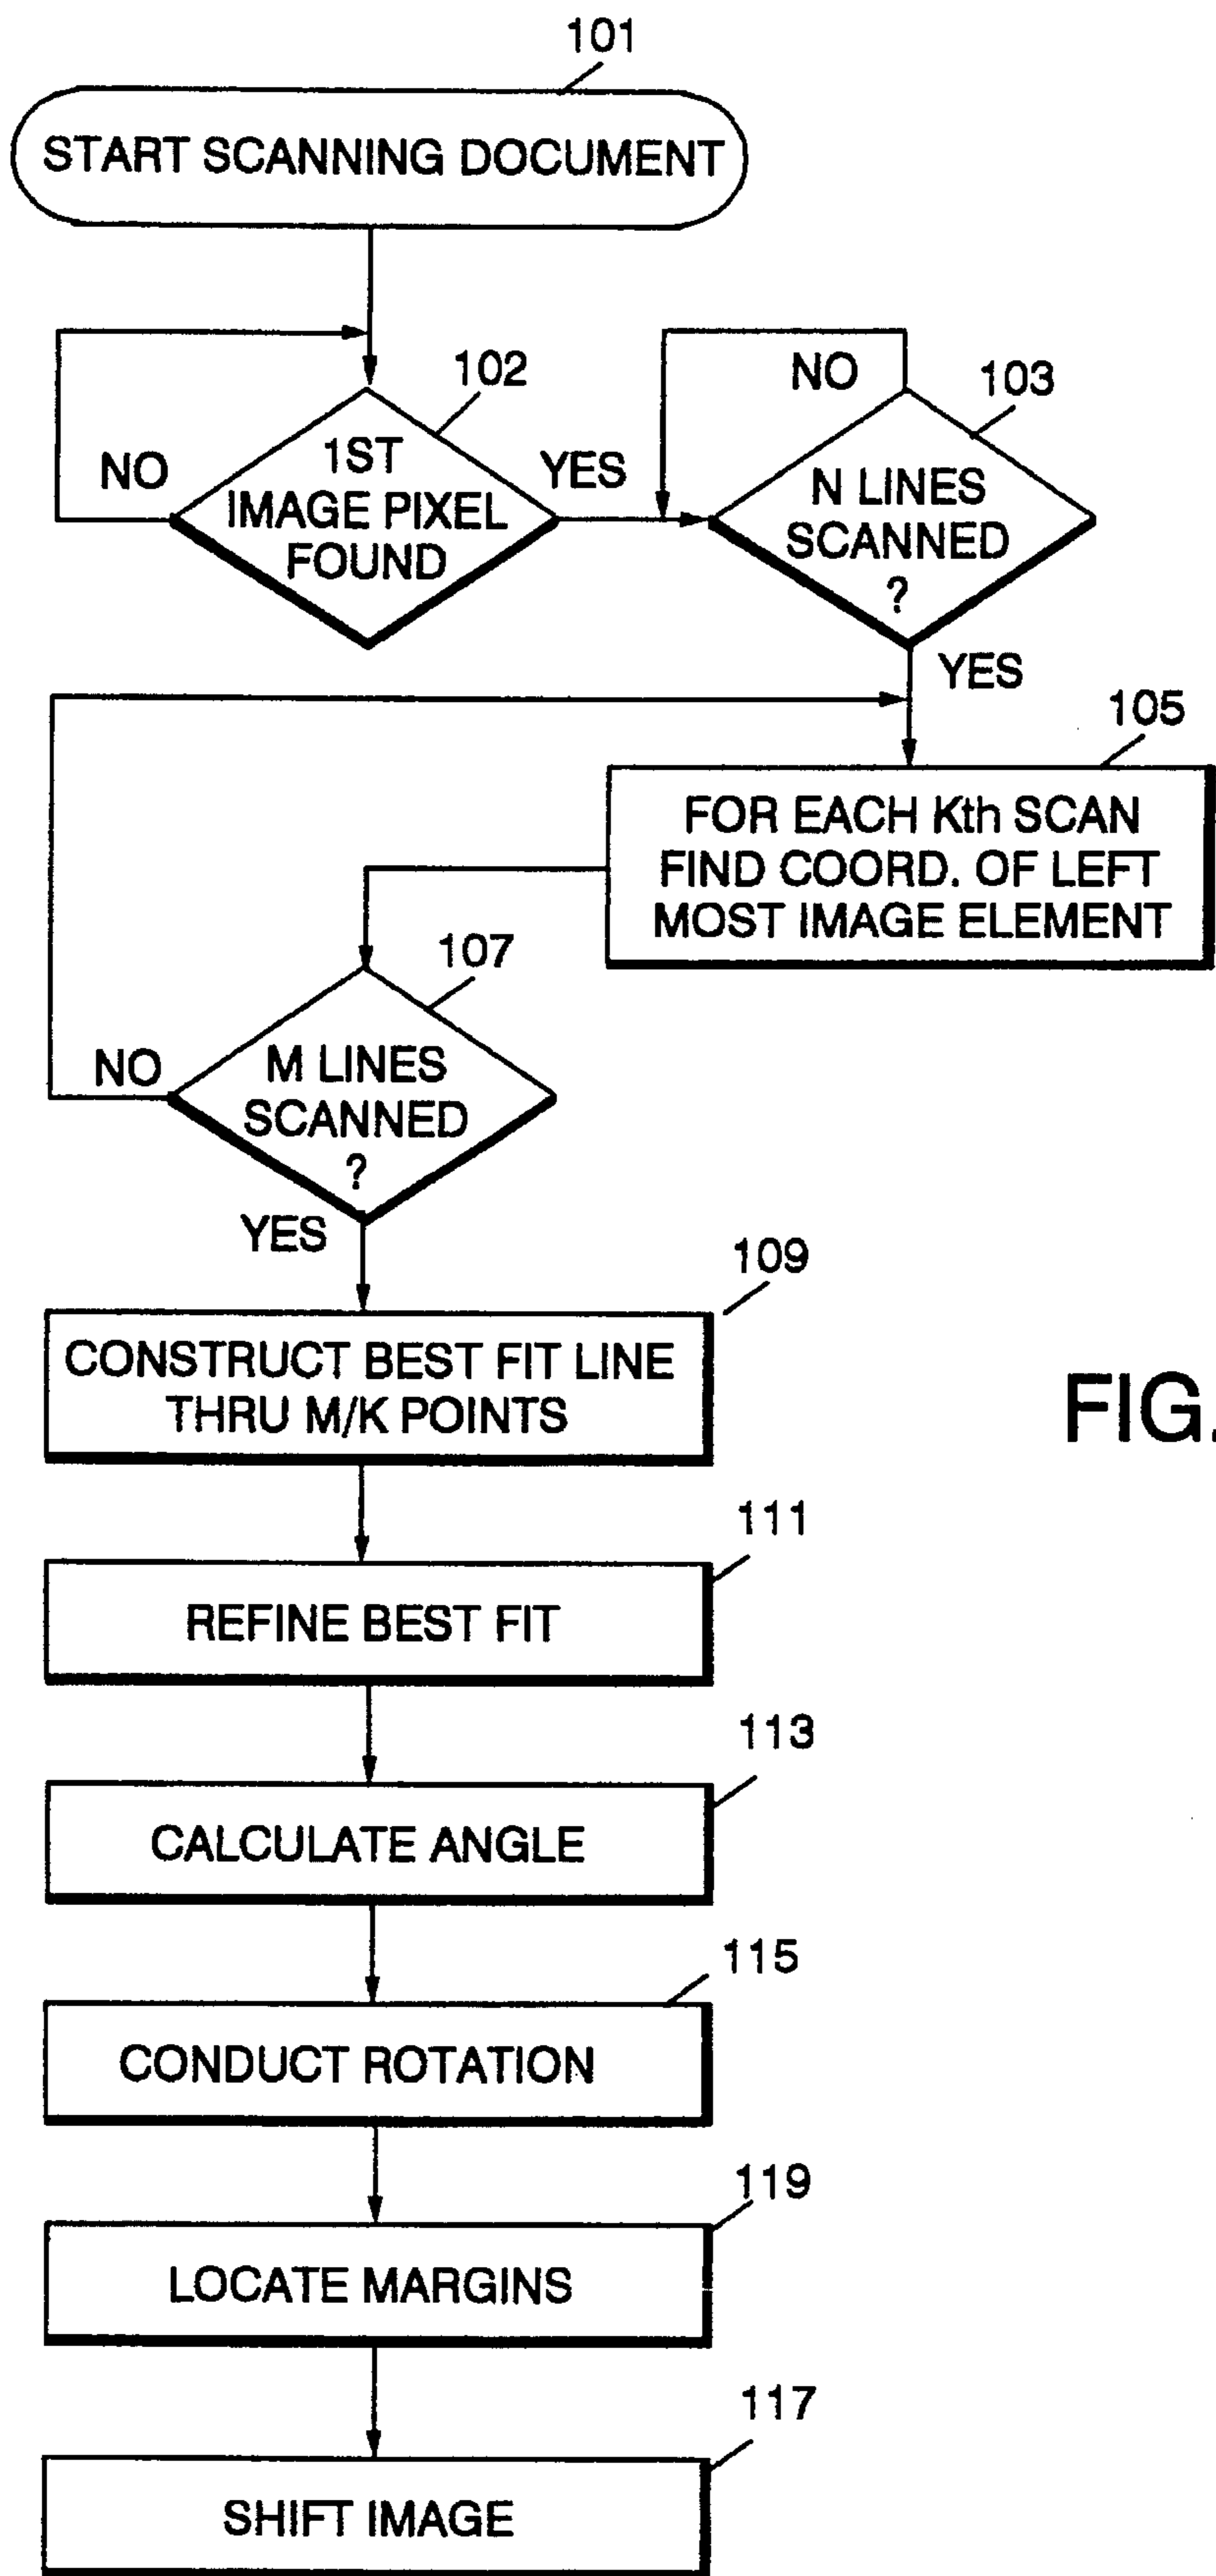 101
START SCANNING DOCUMENT
102
1ST
IMAGE PIXEL
FOUND
NO
YES
103
NO
N LINES
SCANNED
?
YES
105
FOR EACH Kth SCAN
FIND COORD. OF LEFT
MOST IMAGE ELEMENT
107
M LINES
SCANNED
?
NO
YES
109
CONSTRUCT BEST FIT LINE
THRU M/K POINTS
FIG.
111
REFINE BEST FIT
113
CALCULATE ANGLE
115
CONDUCT ROTATION
119
LOCATE MARGINS
117
SHIFT IMAGE